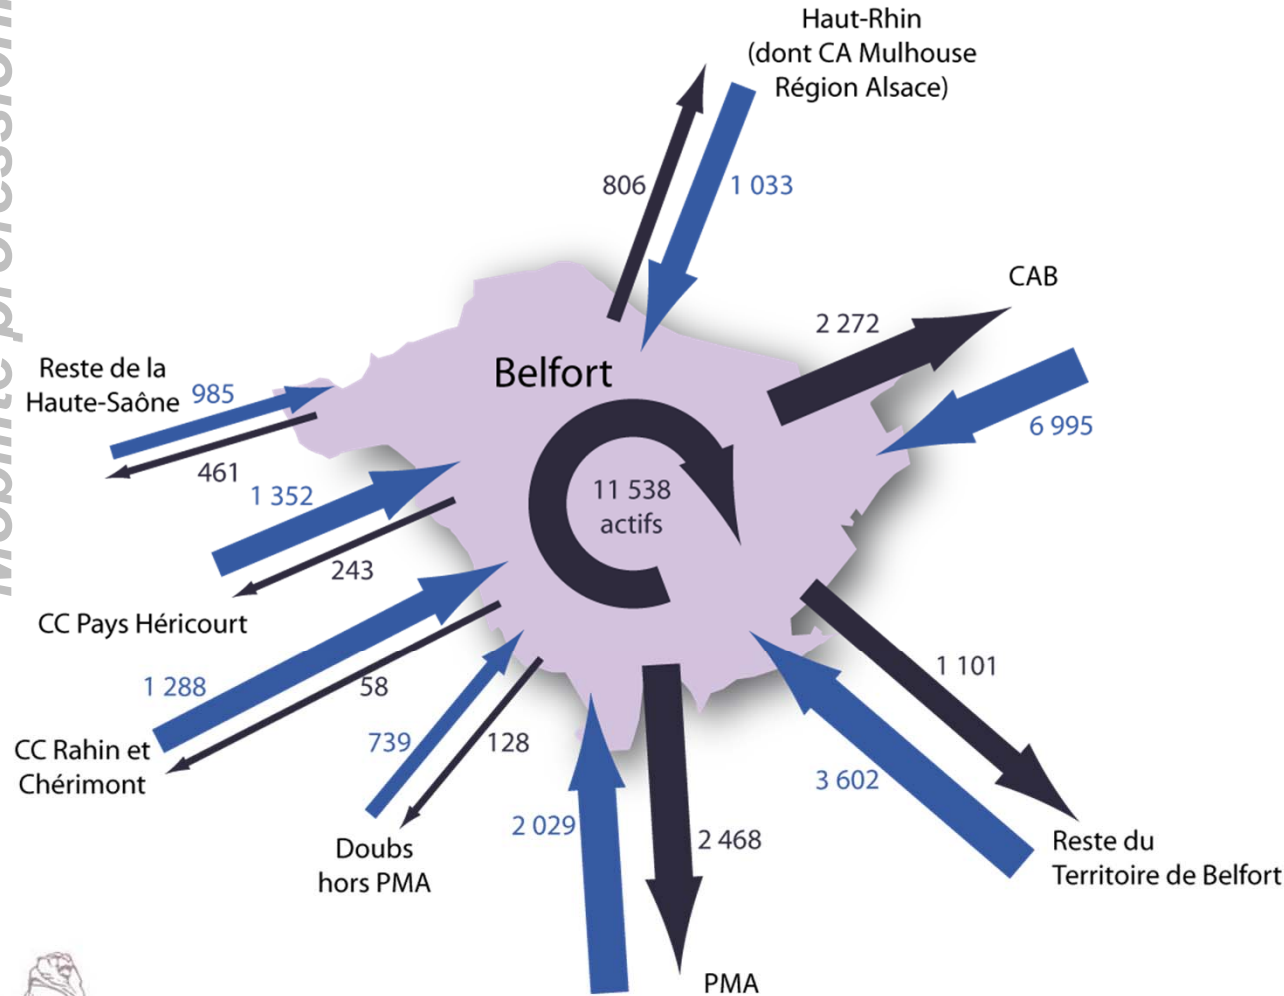 Haut-Rhin
(dont CA Mulhouse
Région Alsace)
806
1 033
CAB
2 272
6 995
Belfort
Reste de la
Haute-Saône
985
461
1 352
243
11 538
actifs
CC Pays Héricourt
1 288
58
CC Rahin et
Chérimont
739
128
Doubs
hors PMA
2 029
2 468
PMA
1 101
3 602
Reste du
Territoire de Belfort